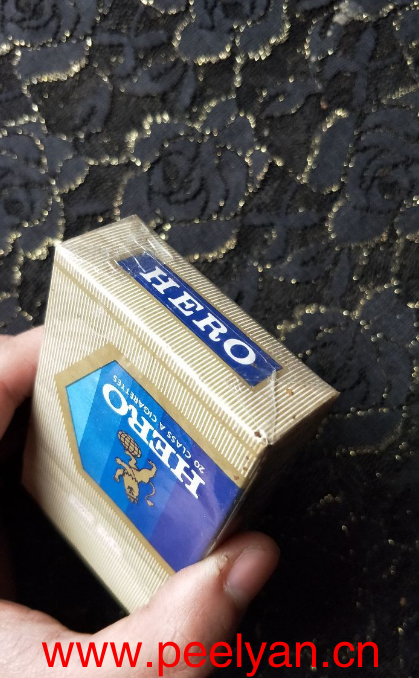 HERO
HERO
20 CLASS A CIGARETTES
www.peelyan.cn